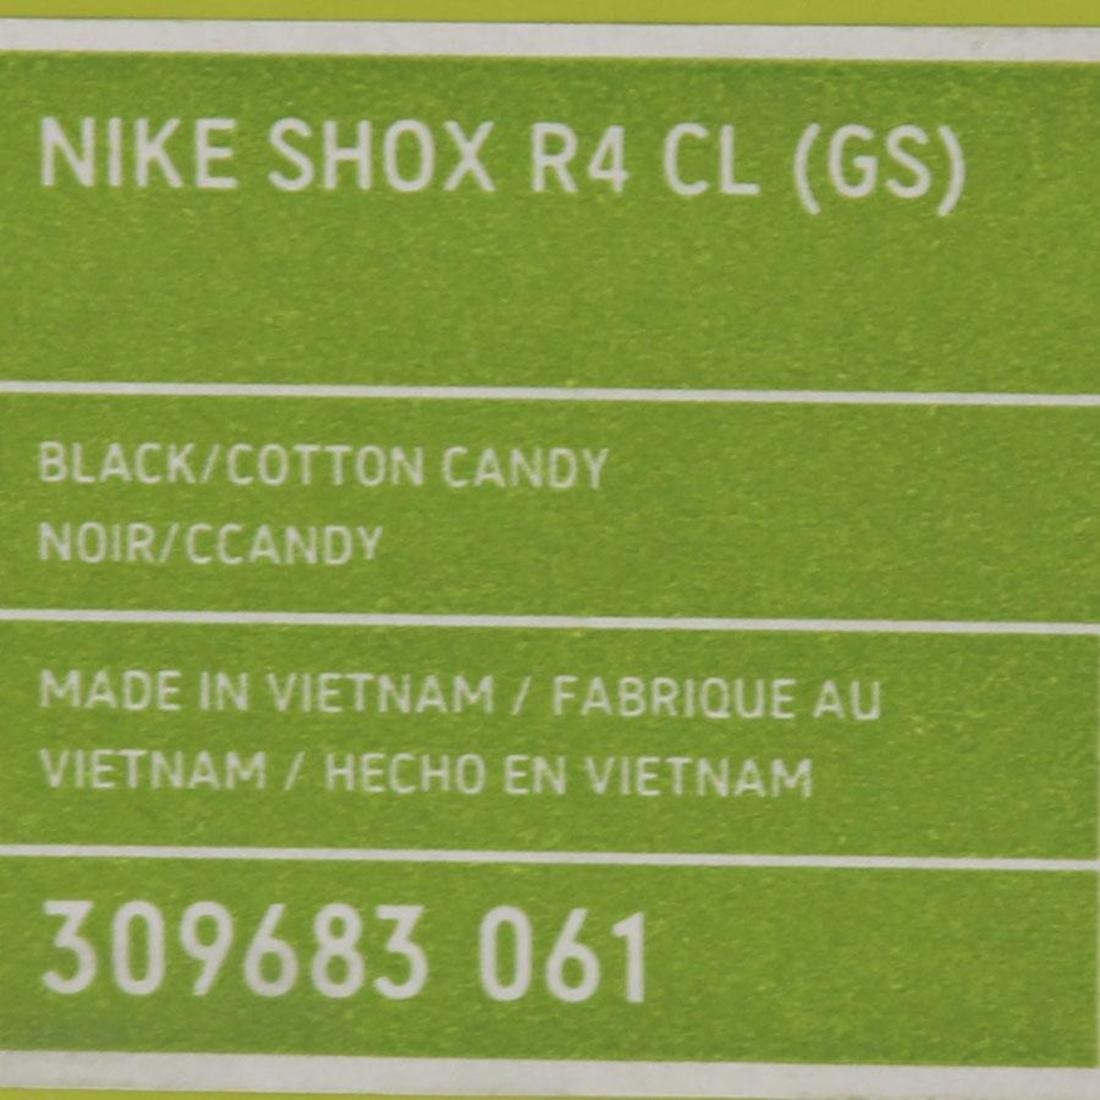 NIKE SHOX R4 CL (GS)
BLACK/COTTON CANDY
NOIR/CCANDY
MADE IN VIETNAM / FABRIQUE AU
VIETNAM / HECHO EN VIETNAM
309683 061